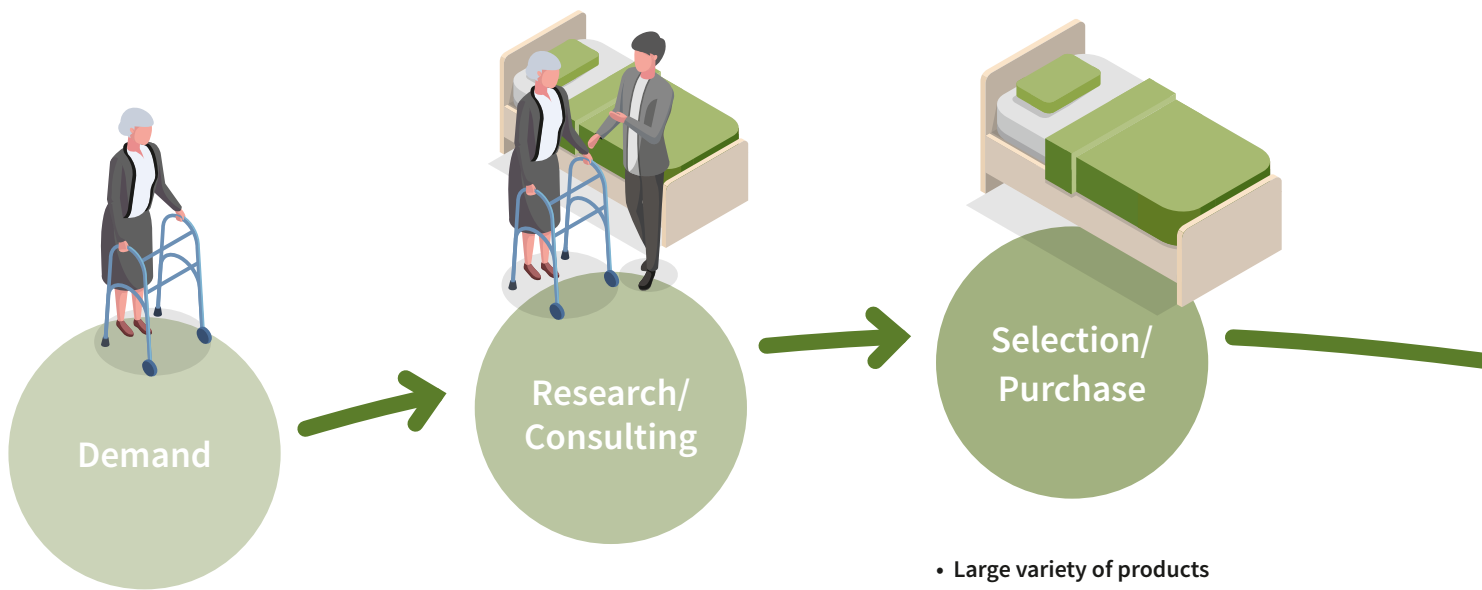 Demand
Research/
Consulting
Selection/
Purchase
• Large variety of products